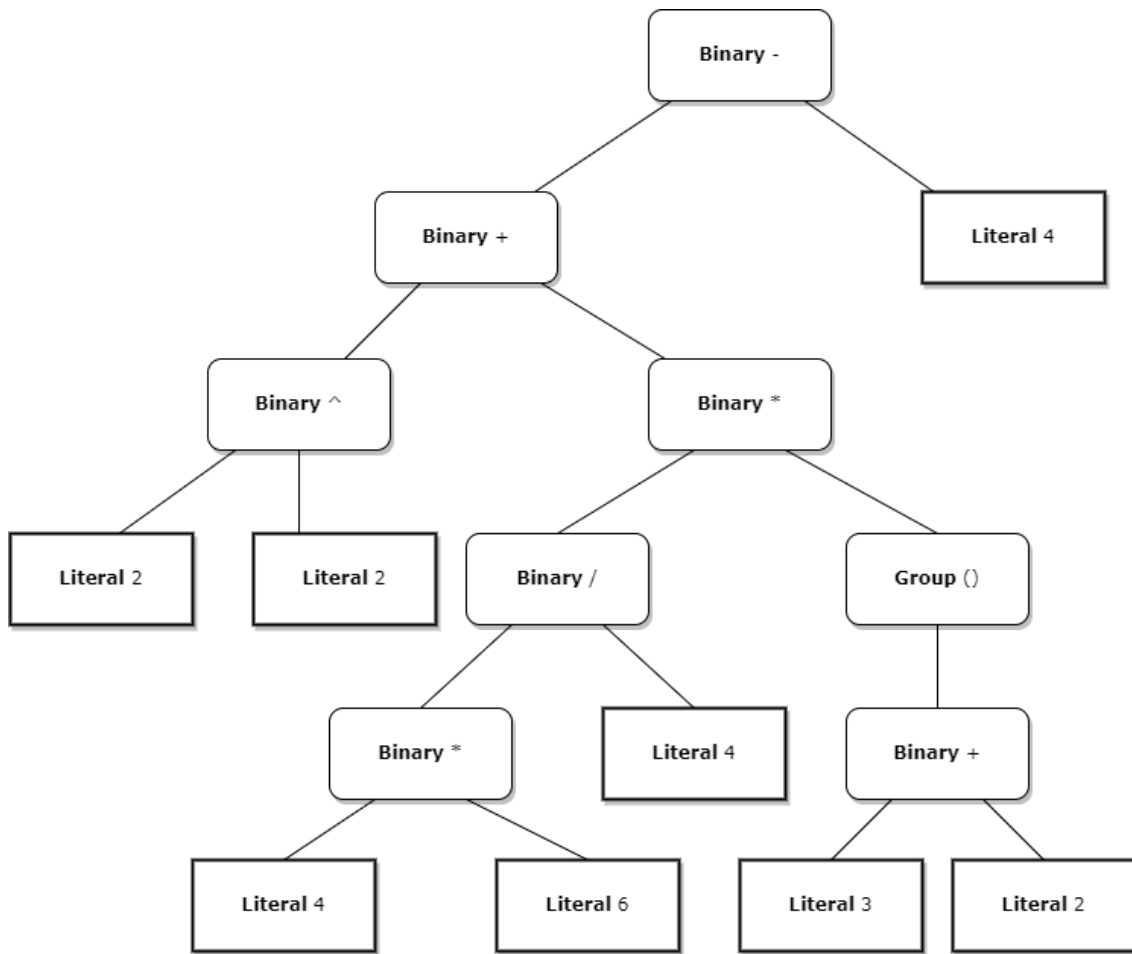 Binary -
Binary +
Literal 4
Binary ^
Binary *
Literal 2
Literal 2
Binary /
Group ()
Binary *
Literal 4
Binary +
Literal 4
Literal 6
Literal 3
Literal 2